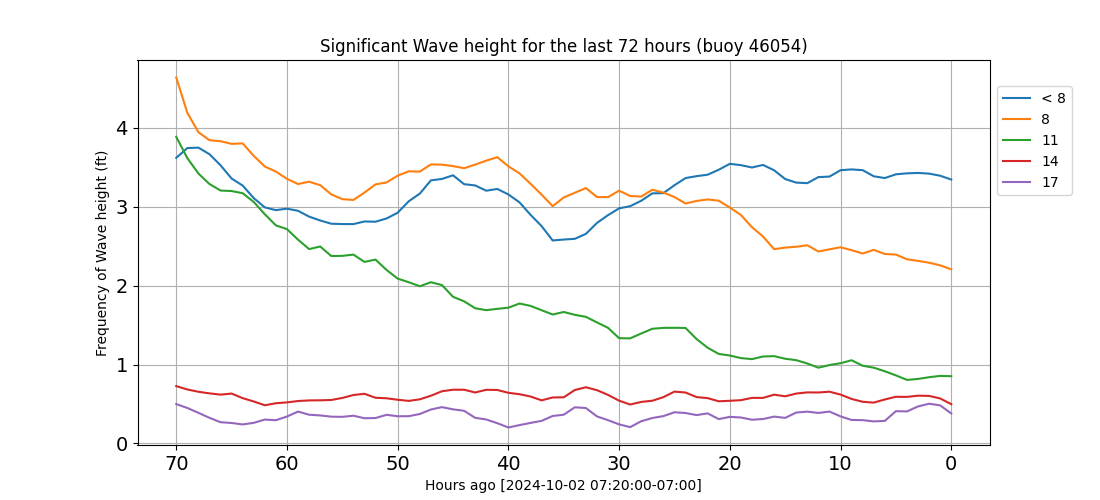 Significant Wave height for the last 72 hours (buoy 46054)
Frequency of Wave height (ft)
4
3
2
1
0
70 60 50 40 30 20 10 0
Hours ago [2024-10-02 07:20:00-07:00]
< 8
8
11
14
17